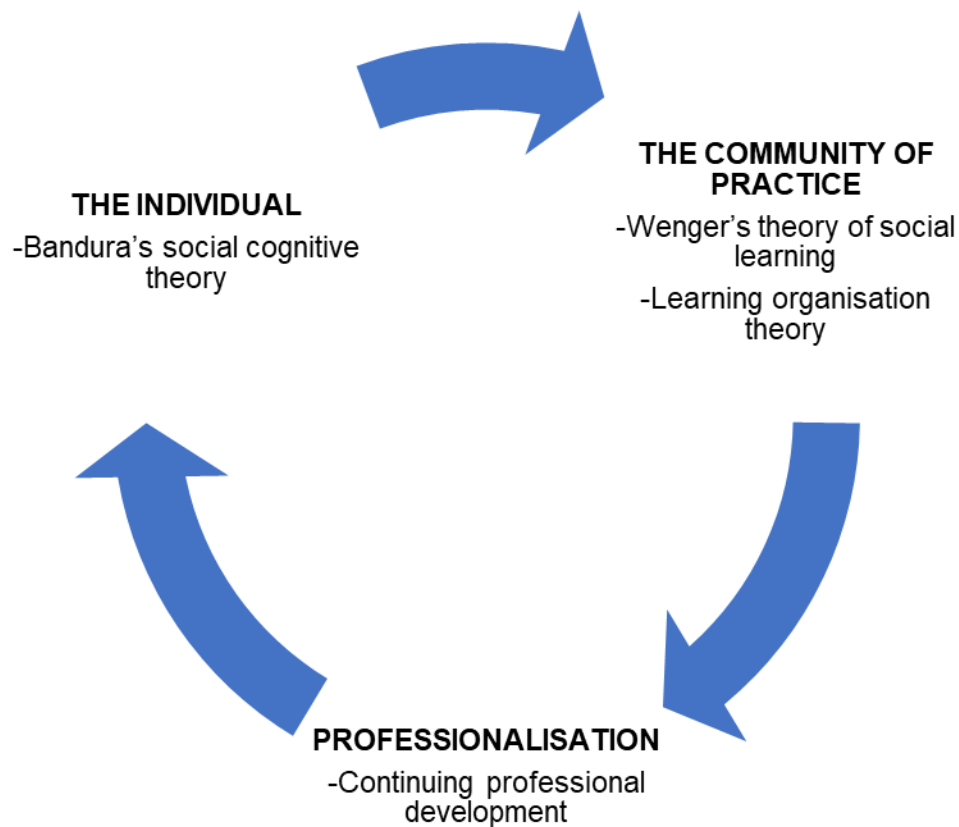 THE INDIVIDUAL
-Bandura’s social cognitive
theory
THE COMMUNITY OF
PRACTICE
-Wenger’s theory of social
learning
-Learning organisation
theory
PROFESSIONALISATION
-Continuing professional
development